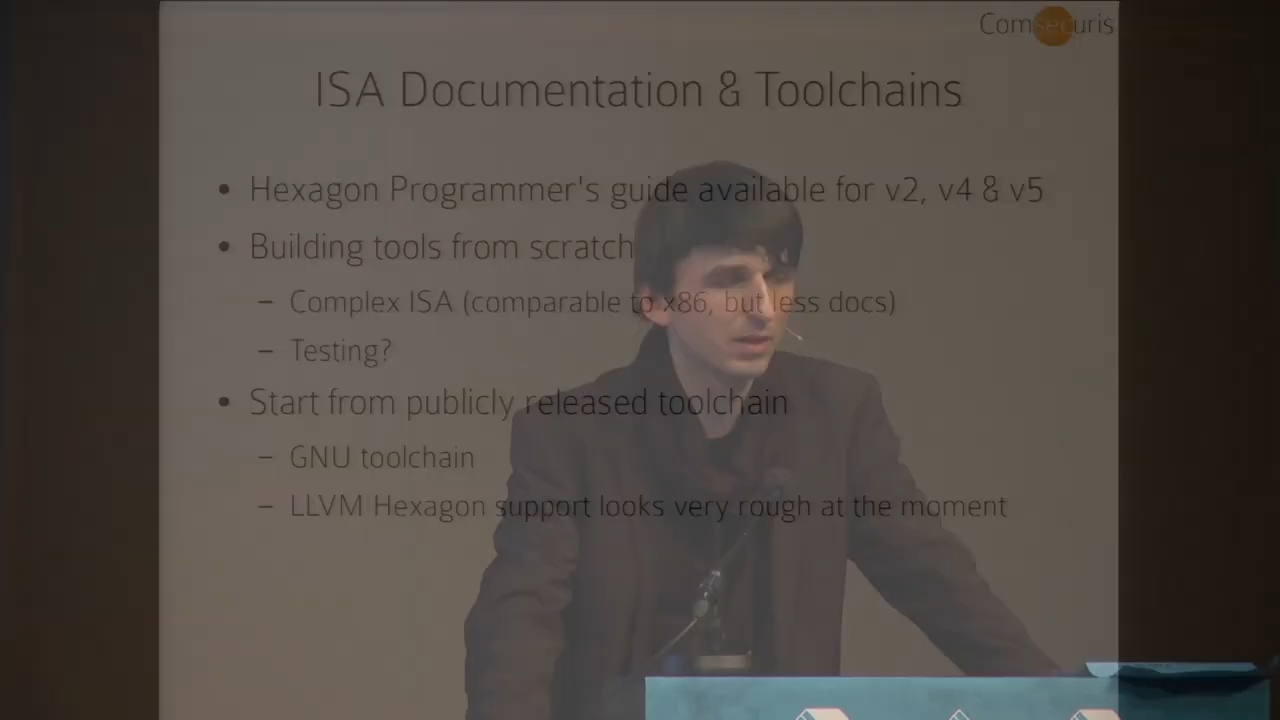 Comsecuris
ISA Documentation & Toolchains
• Hexagon Programmer's guide available for v2, v4 & v5
• Building tools from scratch
– Complex ISA (comparable to x86, but less docs)
– Testing?
• Start from publicly released toolchain
– GNU toolchain
– LLVM Hexagon support looks very rough at the moment